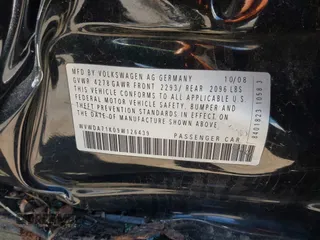 MFD BY VOLKSWAGEN AG GERMANY 10/08
GVWR 4276 GAWR FRONT 2293/ REAR 2096 LBS
THIS VEHICLE CONFORMS TO ALL APPLICABLE U.S.
FEDERAL MOTOR VEHICLE SAFETY, BUMPER AND
THEFT PREVENTION STANDARDS IN EFFECT ON
THE DATE OF MANUFACTURE SHOWN ABOVE.
PASSENGER CAR